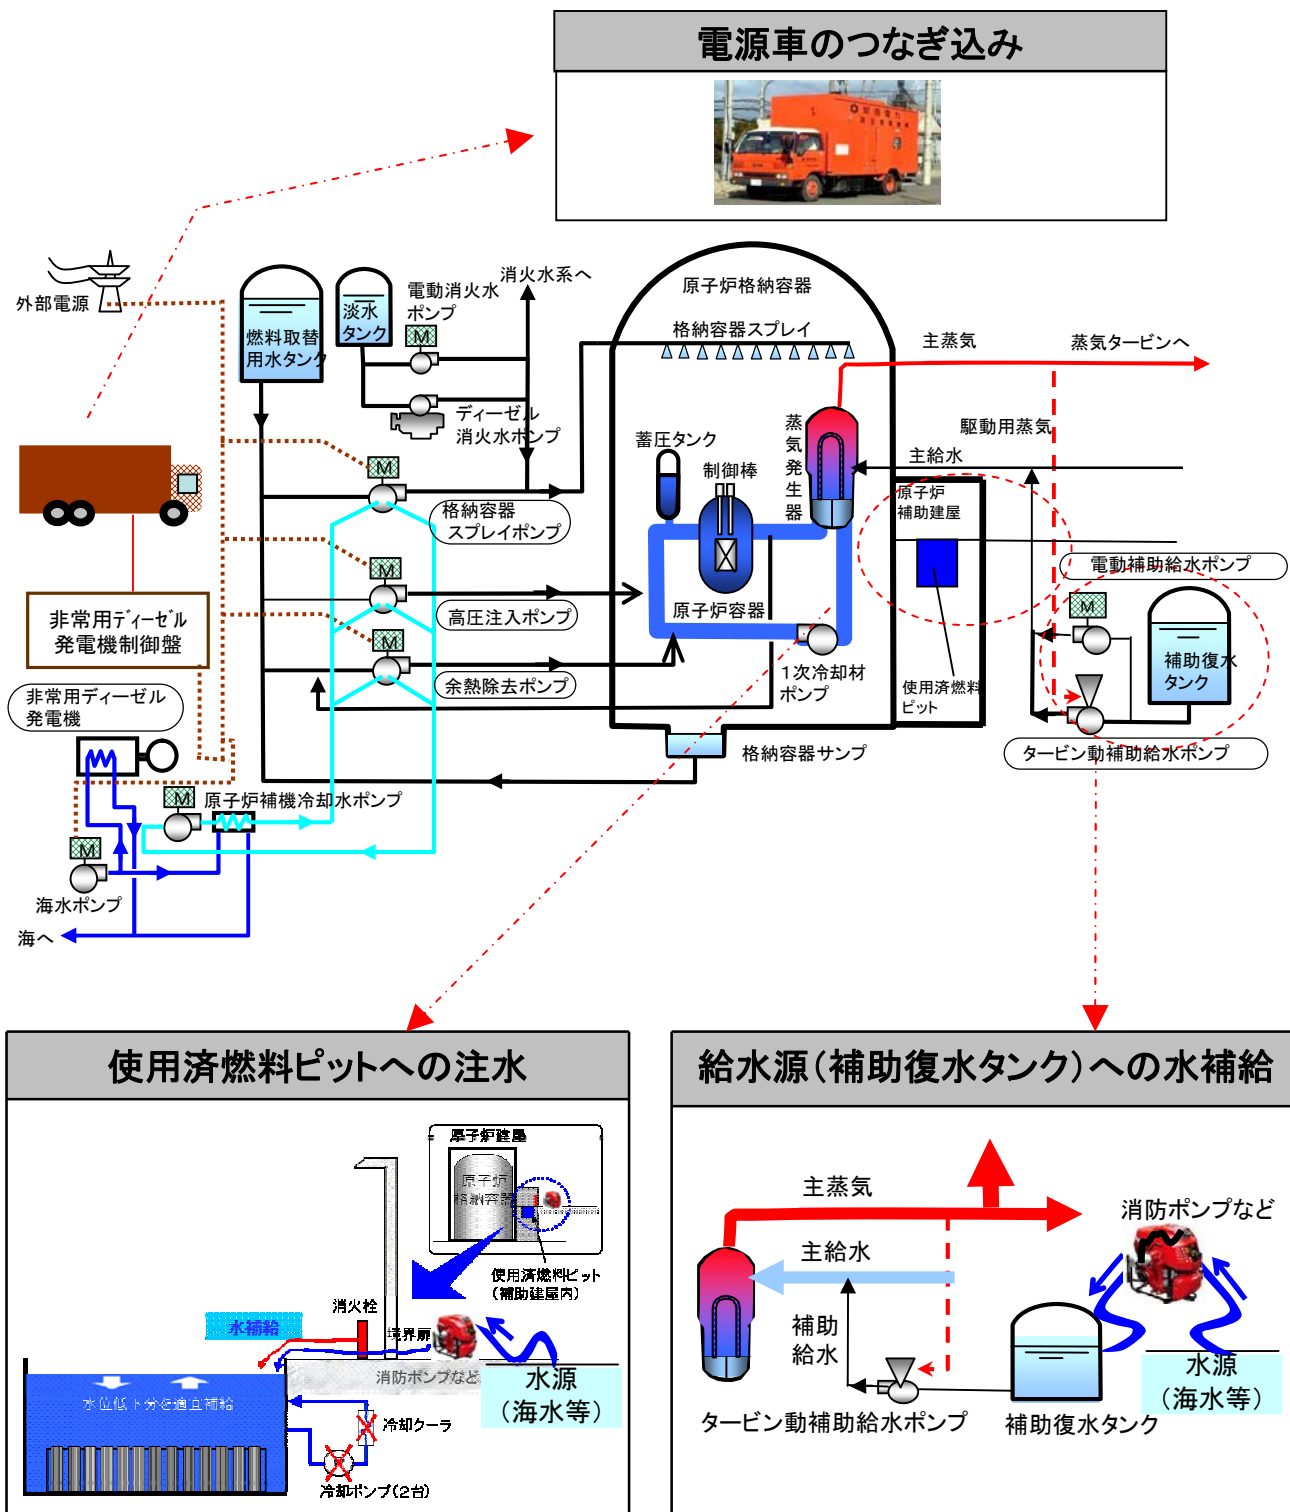 電源車のつなぎ込み
外部電源
燃料取替
用水タンク
淡水
タンク
電動消火水
ポンプ
M
消火水系へ
ディーゼル
消火水ポンプ
原子炉格納容器
格納容器スプレイ
主蒸気
蒸気タービンへ
駆動用蒸気
主給水
蒸気発生器
蓄圧タンク
制御棒
原子炉
補助建屋
M
格納容器
スプレイポンプ
M
高圧注入ポンプ
原子炉容器
電動補助給水ポンプ
M
補助復水
タンク
非常用ディーゼル
発電機制御盤
M
余熱除去ポンプ
1次冷却材
ポンプ
使用済燃料
ピット
非常用ディーゼル
発電機
格納容器サンプ
タービン動補助給水ポンプ
M
原子炉補機冷却水ポンプ
M
海水ポンプ
海へ
使用済燃料ピットへの注水
原子炉建屋
原子炉
格納容器
使用済燃料ピット
(補助建屋内)
消火栓
水補給
境界扉
消防ポンプなど
水源
(海水等)
水位低下分を適宜補給
冷却クーラ
冷却ポンプ(2台)
給水源(補助復水タンク)への水補給
主蒸気
消防ポンプなど
主給水
補助
給水
水源
(海水等)
タービン動補助給水ポンプ
補助復水タンク